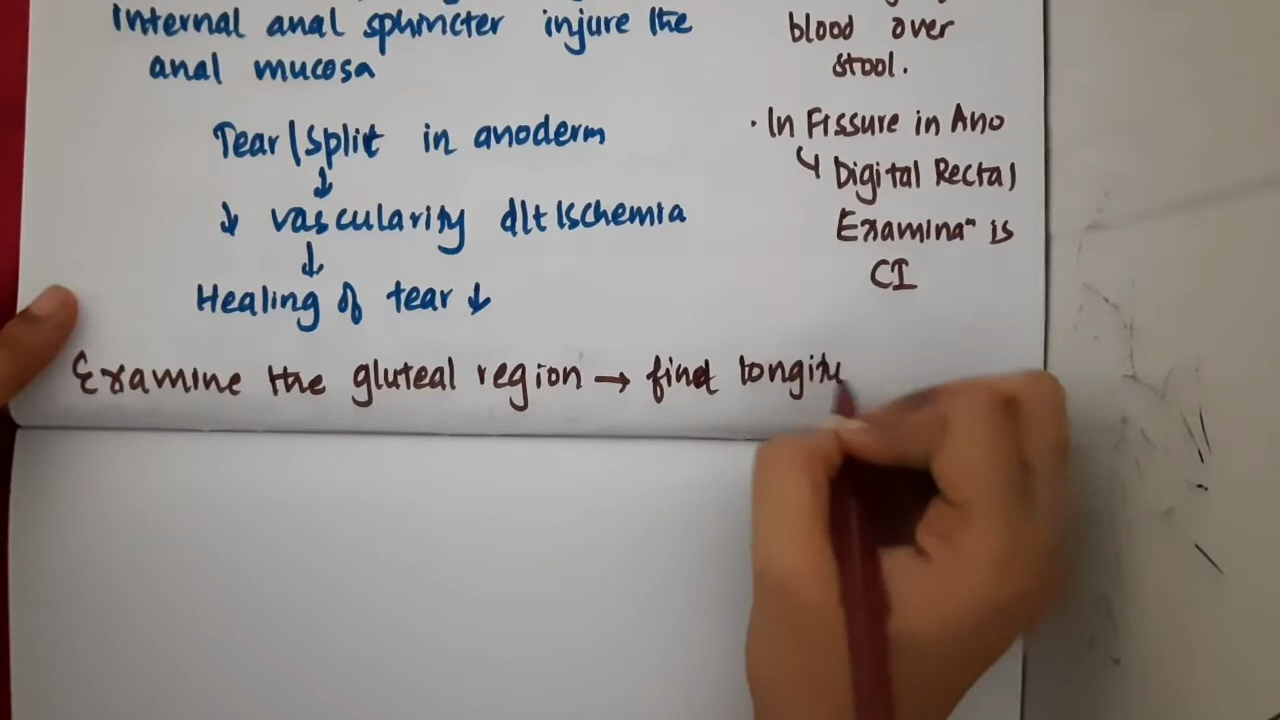 Internal anal sphincter injure the
anal mucosa
Tear/split in anoderm
↓
↓ vascularity d/t Ischemia
↓
Healing of tear ↓
Examine the gluteal region → find longitu
blood over
stool.
· In Fissure in Ano
↳ Digital Rectal
Examinaⁿ is
CI